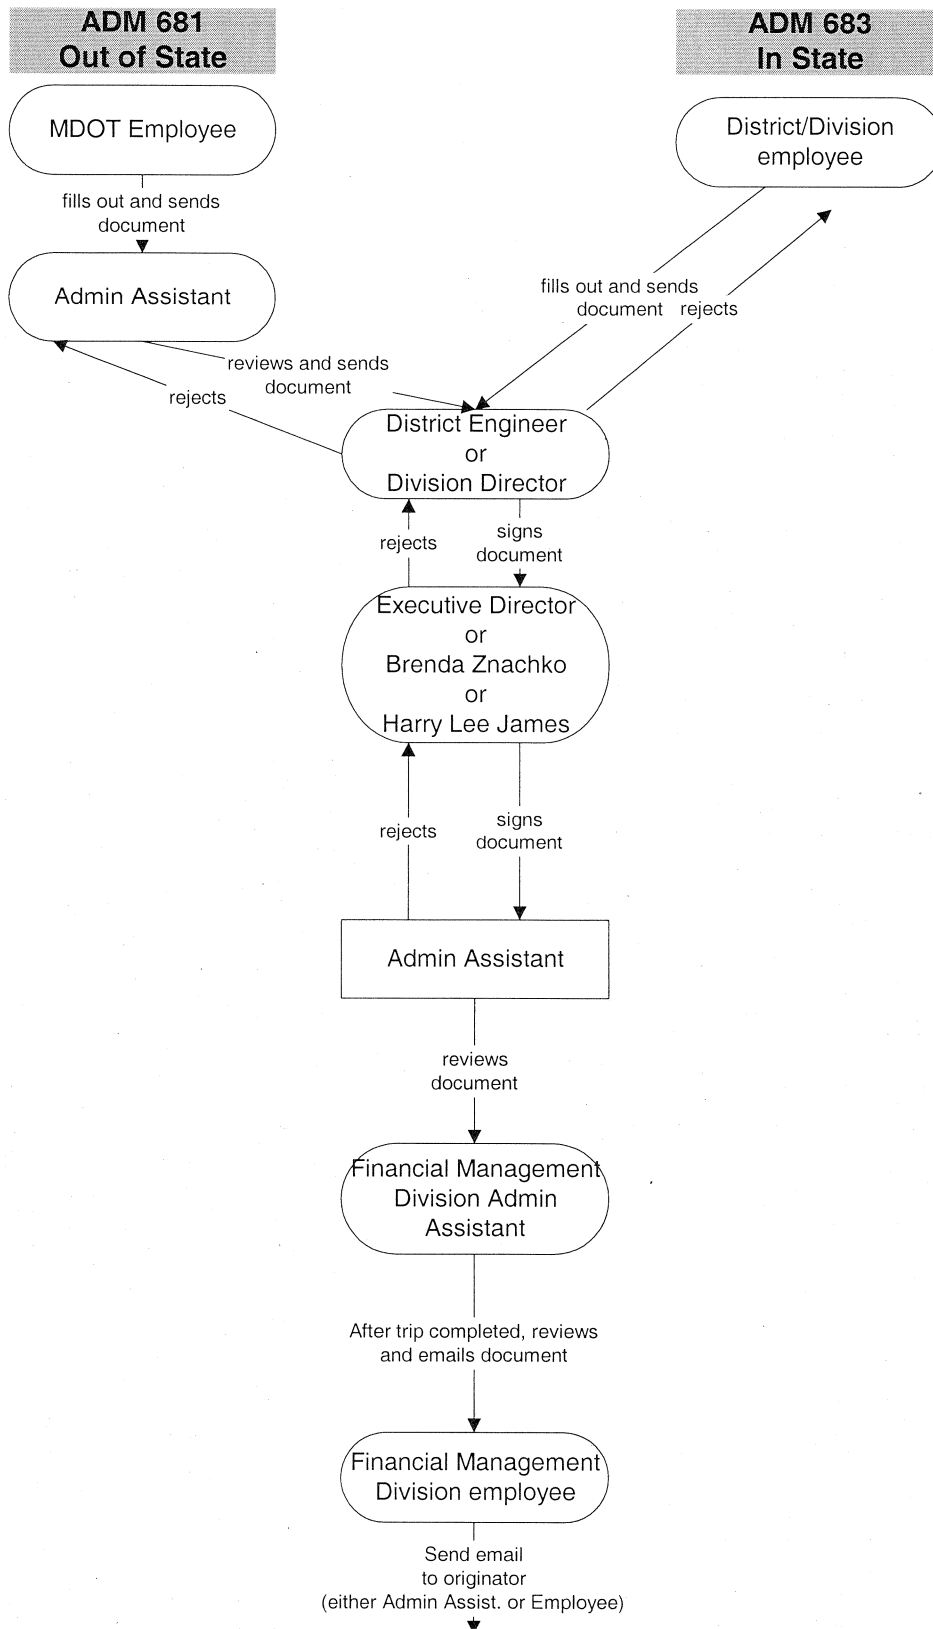 ADM 681
Out of State
ADM 683
In State
MDOT Employee
District/Division
employee
fills out and sends
document
Admin Assistant
fills out and sends
document
rejects
reviews and sends
document
rejects
District Engineer
or
Division Director
rejects
signs
document
Executive Director
or
Brenda Znachko
or
Harry Lee James
rejects
signs
document
Admin Assistant
reviews
document
Financial Management
Division Admin
Assistant
After trip completed, reviews
and emails document
Financial Management
Division employee
Send email
to originator
(either Admin Assist. or Employee)